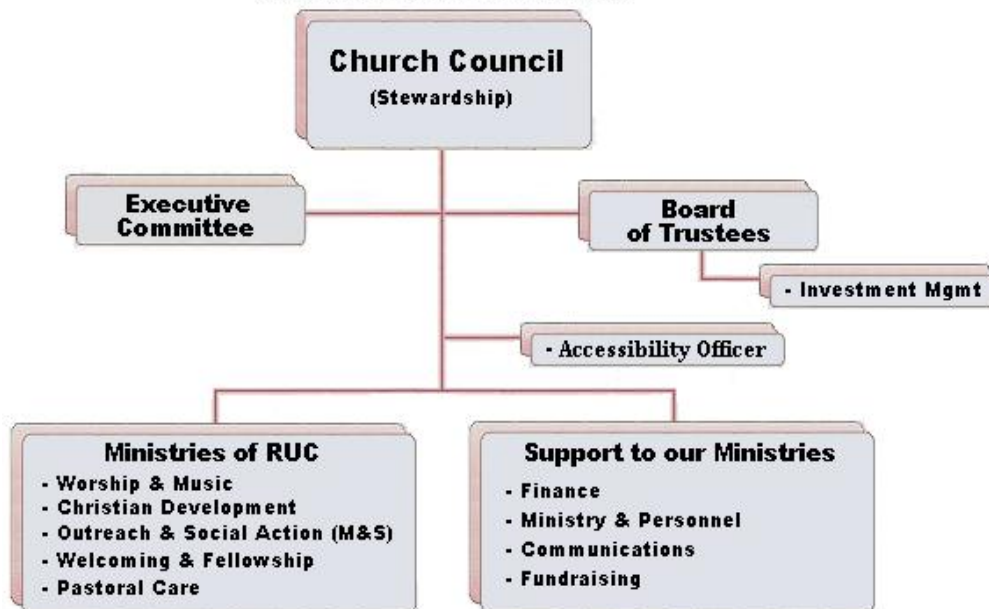 Church Council
(Stewardship)
Executive
Committee
Board
of Trustees
- Investment Mgmt
- Accessibility Officer
Ministries of RUC
- Worship & Music
- Christian Development
- Outreach & Social Action (M&S)
- Welcoming & Fellowship
- Pastoral Care
Support to our Ministries
- Finance
- Ministry & Personnel
- Communications
- Fundraising